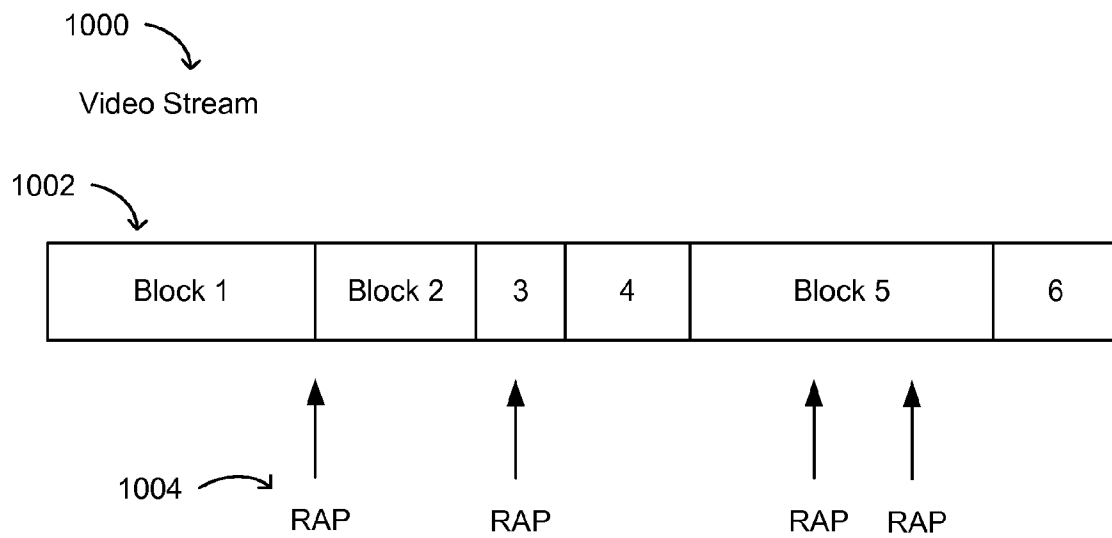 1000
Video Stream
1002
Block 1
Block 2
3
4
Block 5
6
1004
RAP
RAP
RAP
RAP